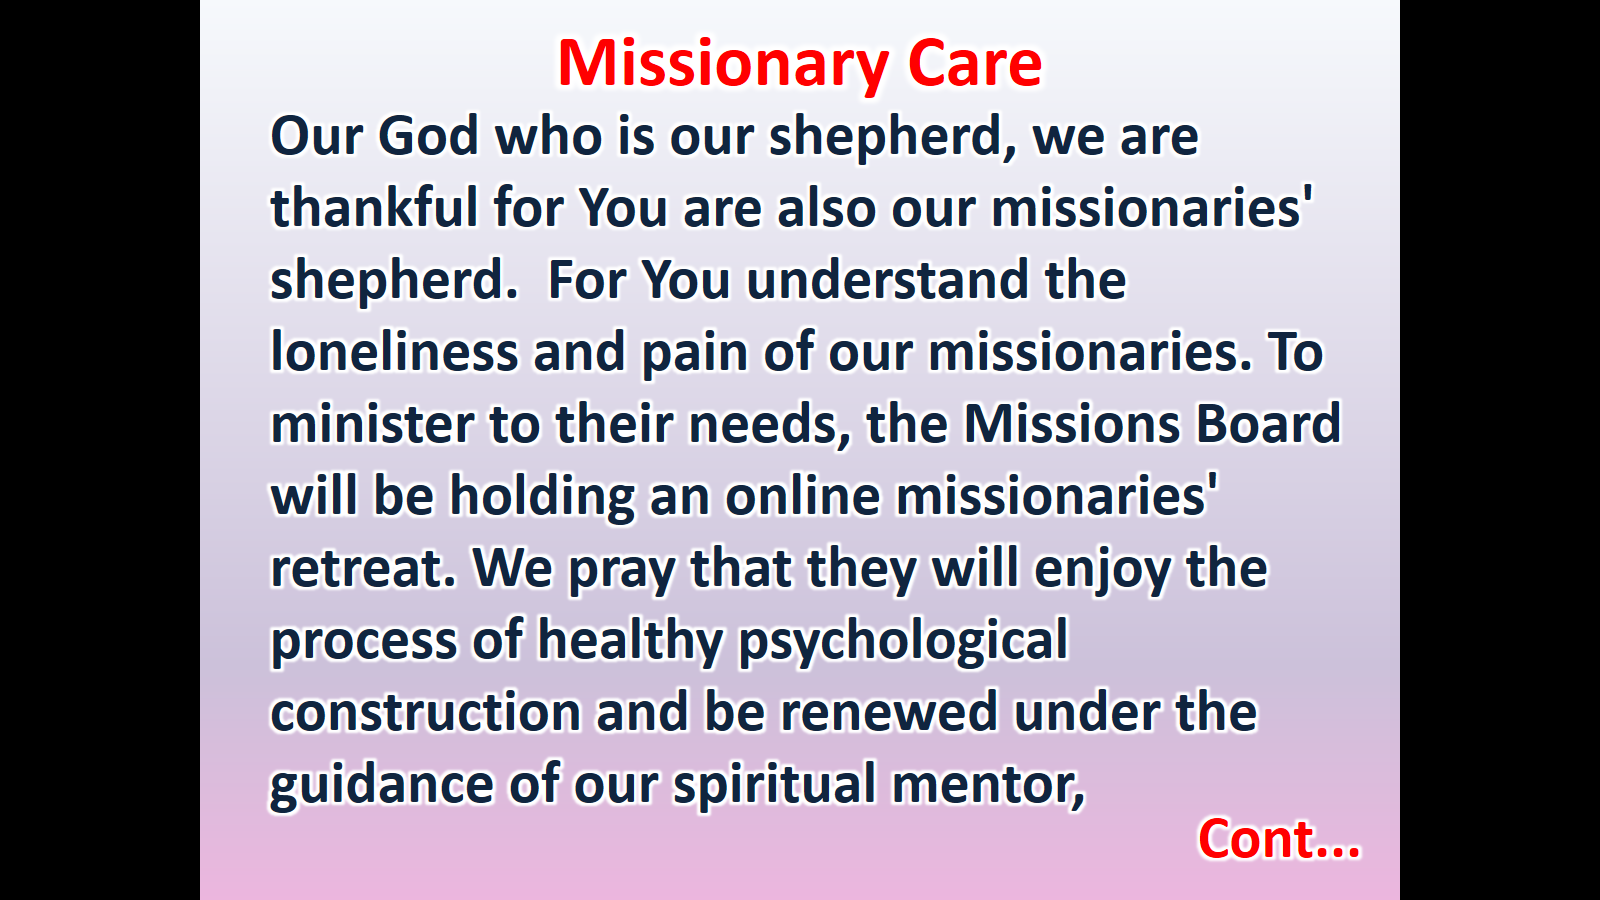 Missionary Care
Our God who is our shepherd, we are
thankful for You are also our missionaries'
shepherd.  For You understand the
loneliness and pain of our missionaries. To
minister to their needs, the Missions Board
will be holding an online missionaries'
retreat. We pray that they will enjoy the
process of healthy psychological
construction and be renewed under the
guidance of our spiritual mentor,
Cont...